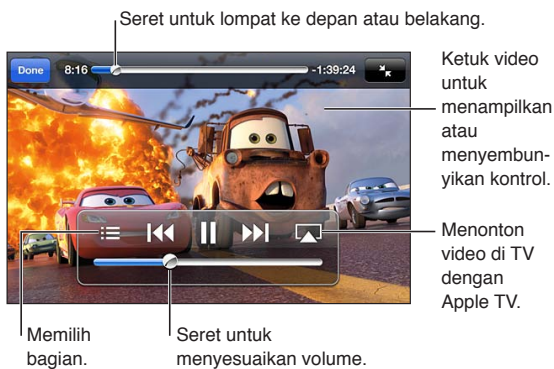 Seret untuk lompat ke depan atau belakang.
Done 8:16 -1:39:24
Ketuk video
untuk
menampilkan
atau
menyembun-
yikan kontrol.
Menonton
video di TV
dengan
Apple TV.
Memilih
bagian.
Seret untuk
menyesuaikan volume.